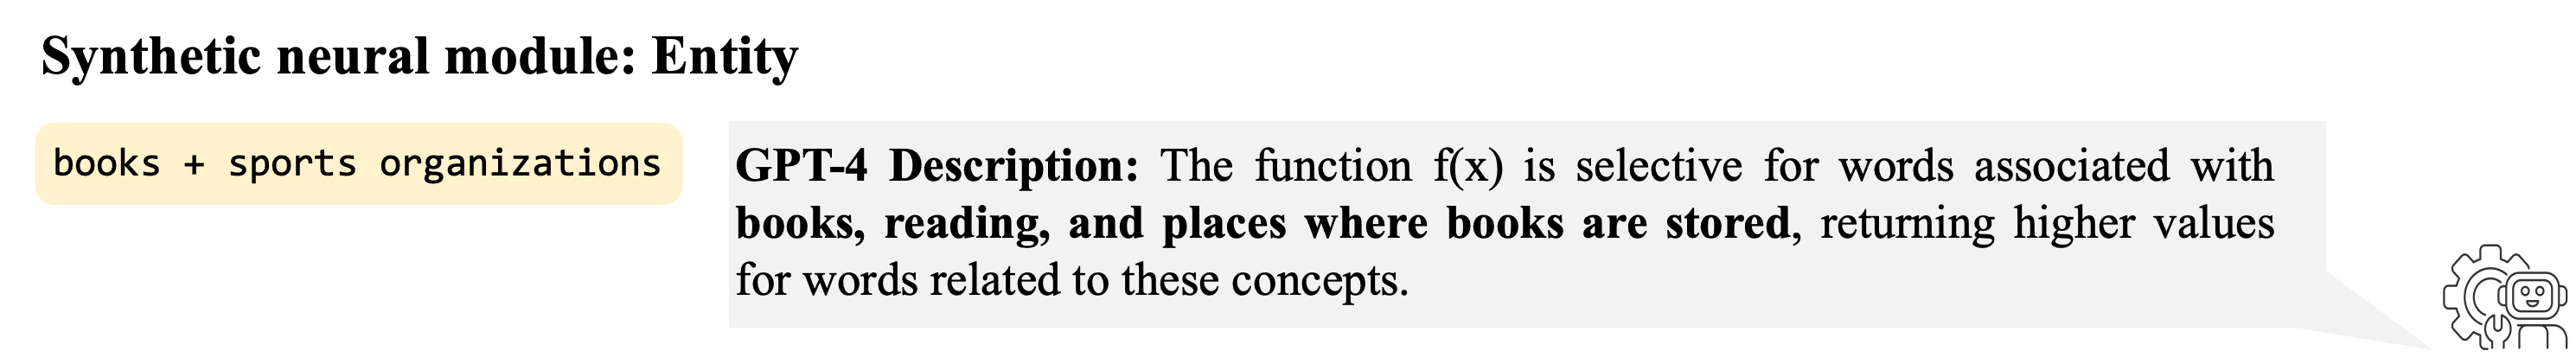 Synthetic neural module: Entity
books + sports organizations
GPT-4 Description: The function f(x) is selective for words associated with
books, reading, and places where books are stored, returning higher values
for words related to these concepts.